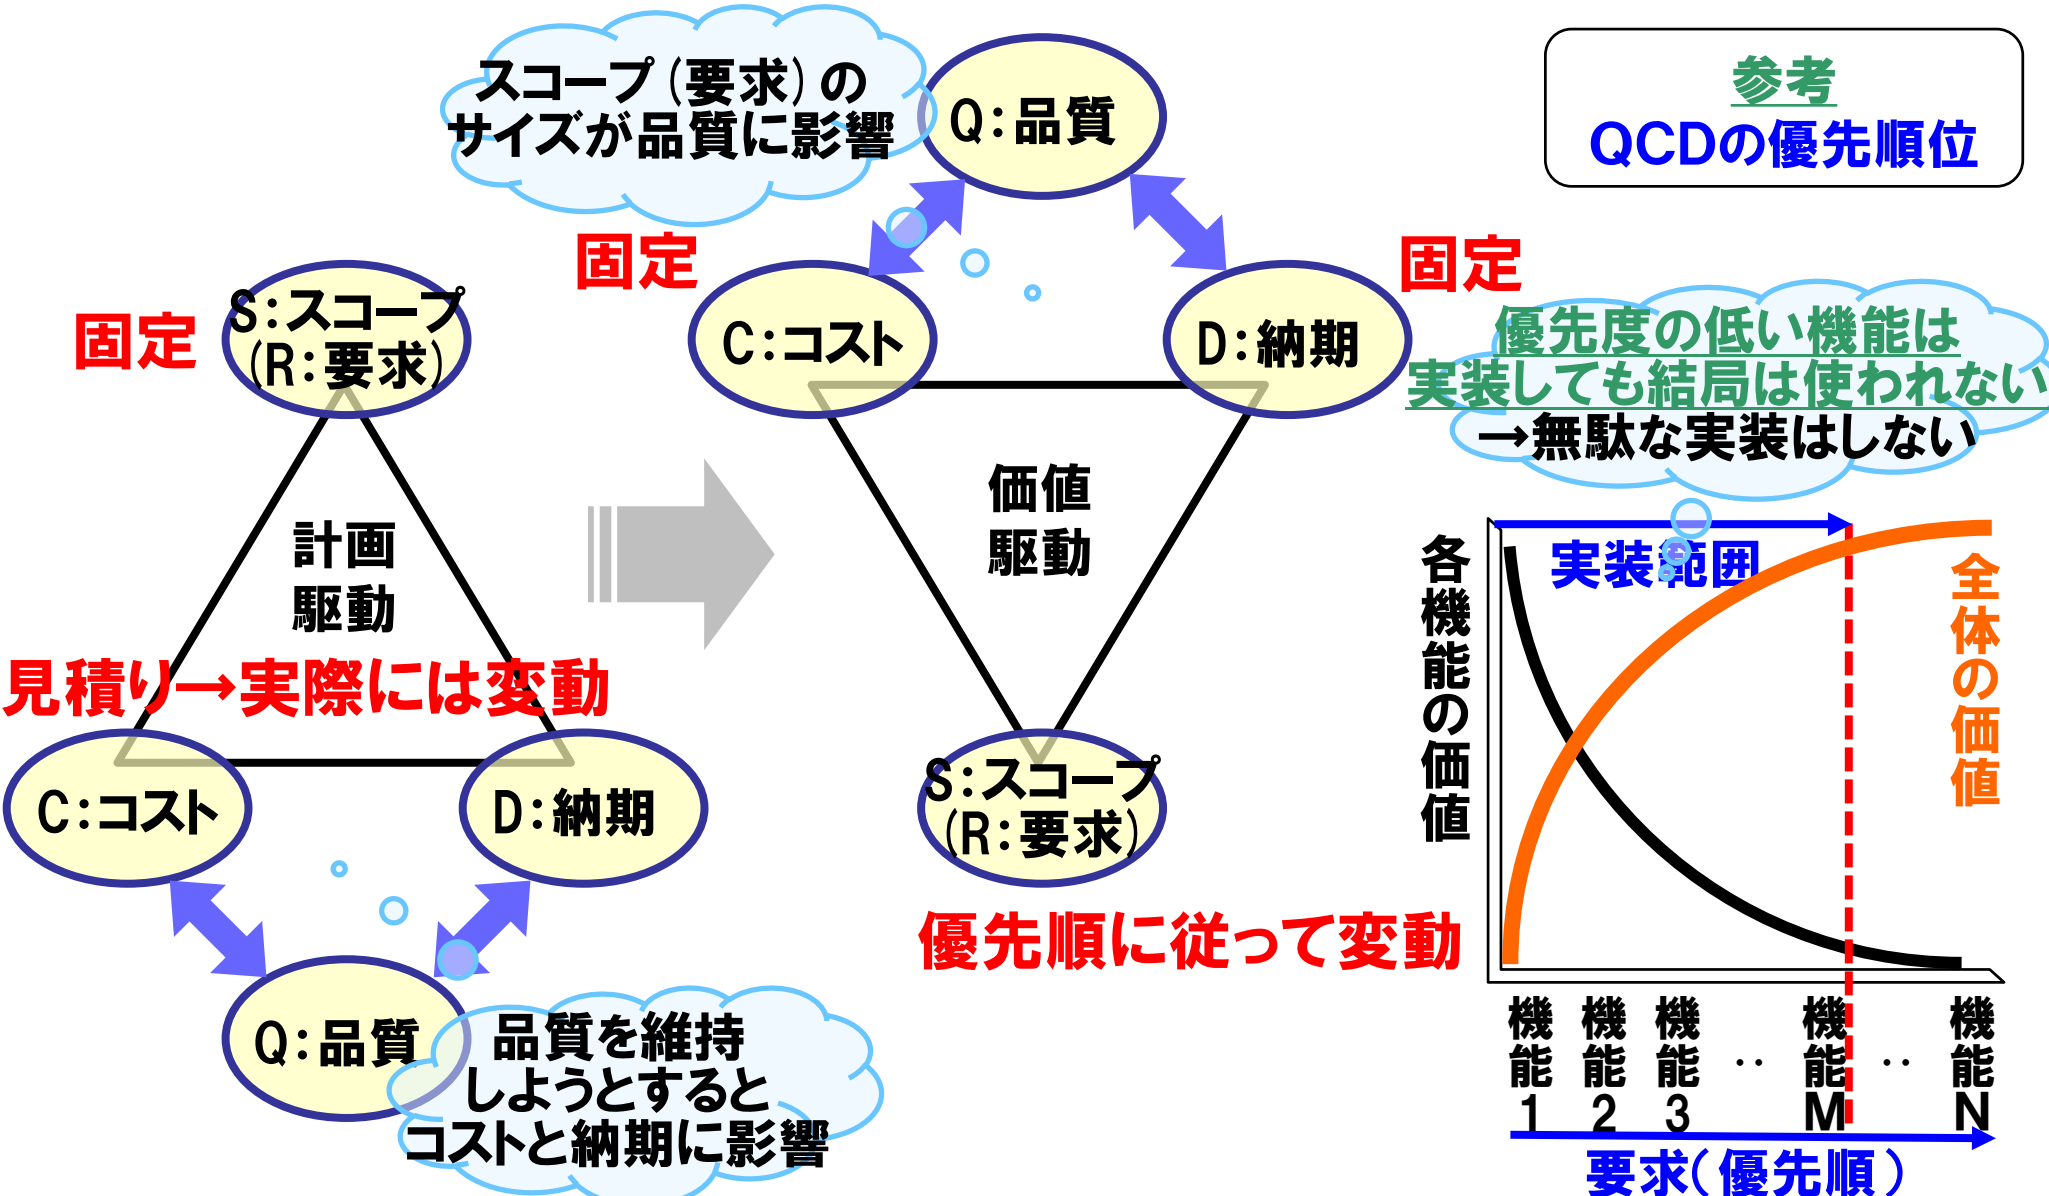 参考
QCDの優先順位
スコープ(要求)の
サイズが品質に影響
Q:品質
固定
S:スコープ
(R:要求)
計画
駆動
見積り→実際には変動
C:コスト
D:納期
Q:品質
品質を維持
しようとすると
コストと納期に影響
固定
C:コスト
固定
D:納期
価値
駆動
S:スコープ
(R:要求)
優先順に従って変動
優先度の低い機能は
実装しても結局は使われない
→無駄な実装はしない
各機能の価値
実装範囲
全体の価値
機能1
機能2
機能3
‥
機能M
‥
機能N
要求(優先順)